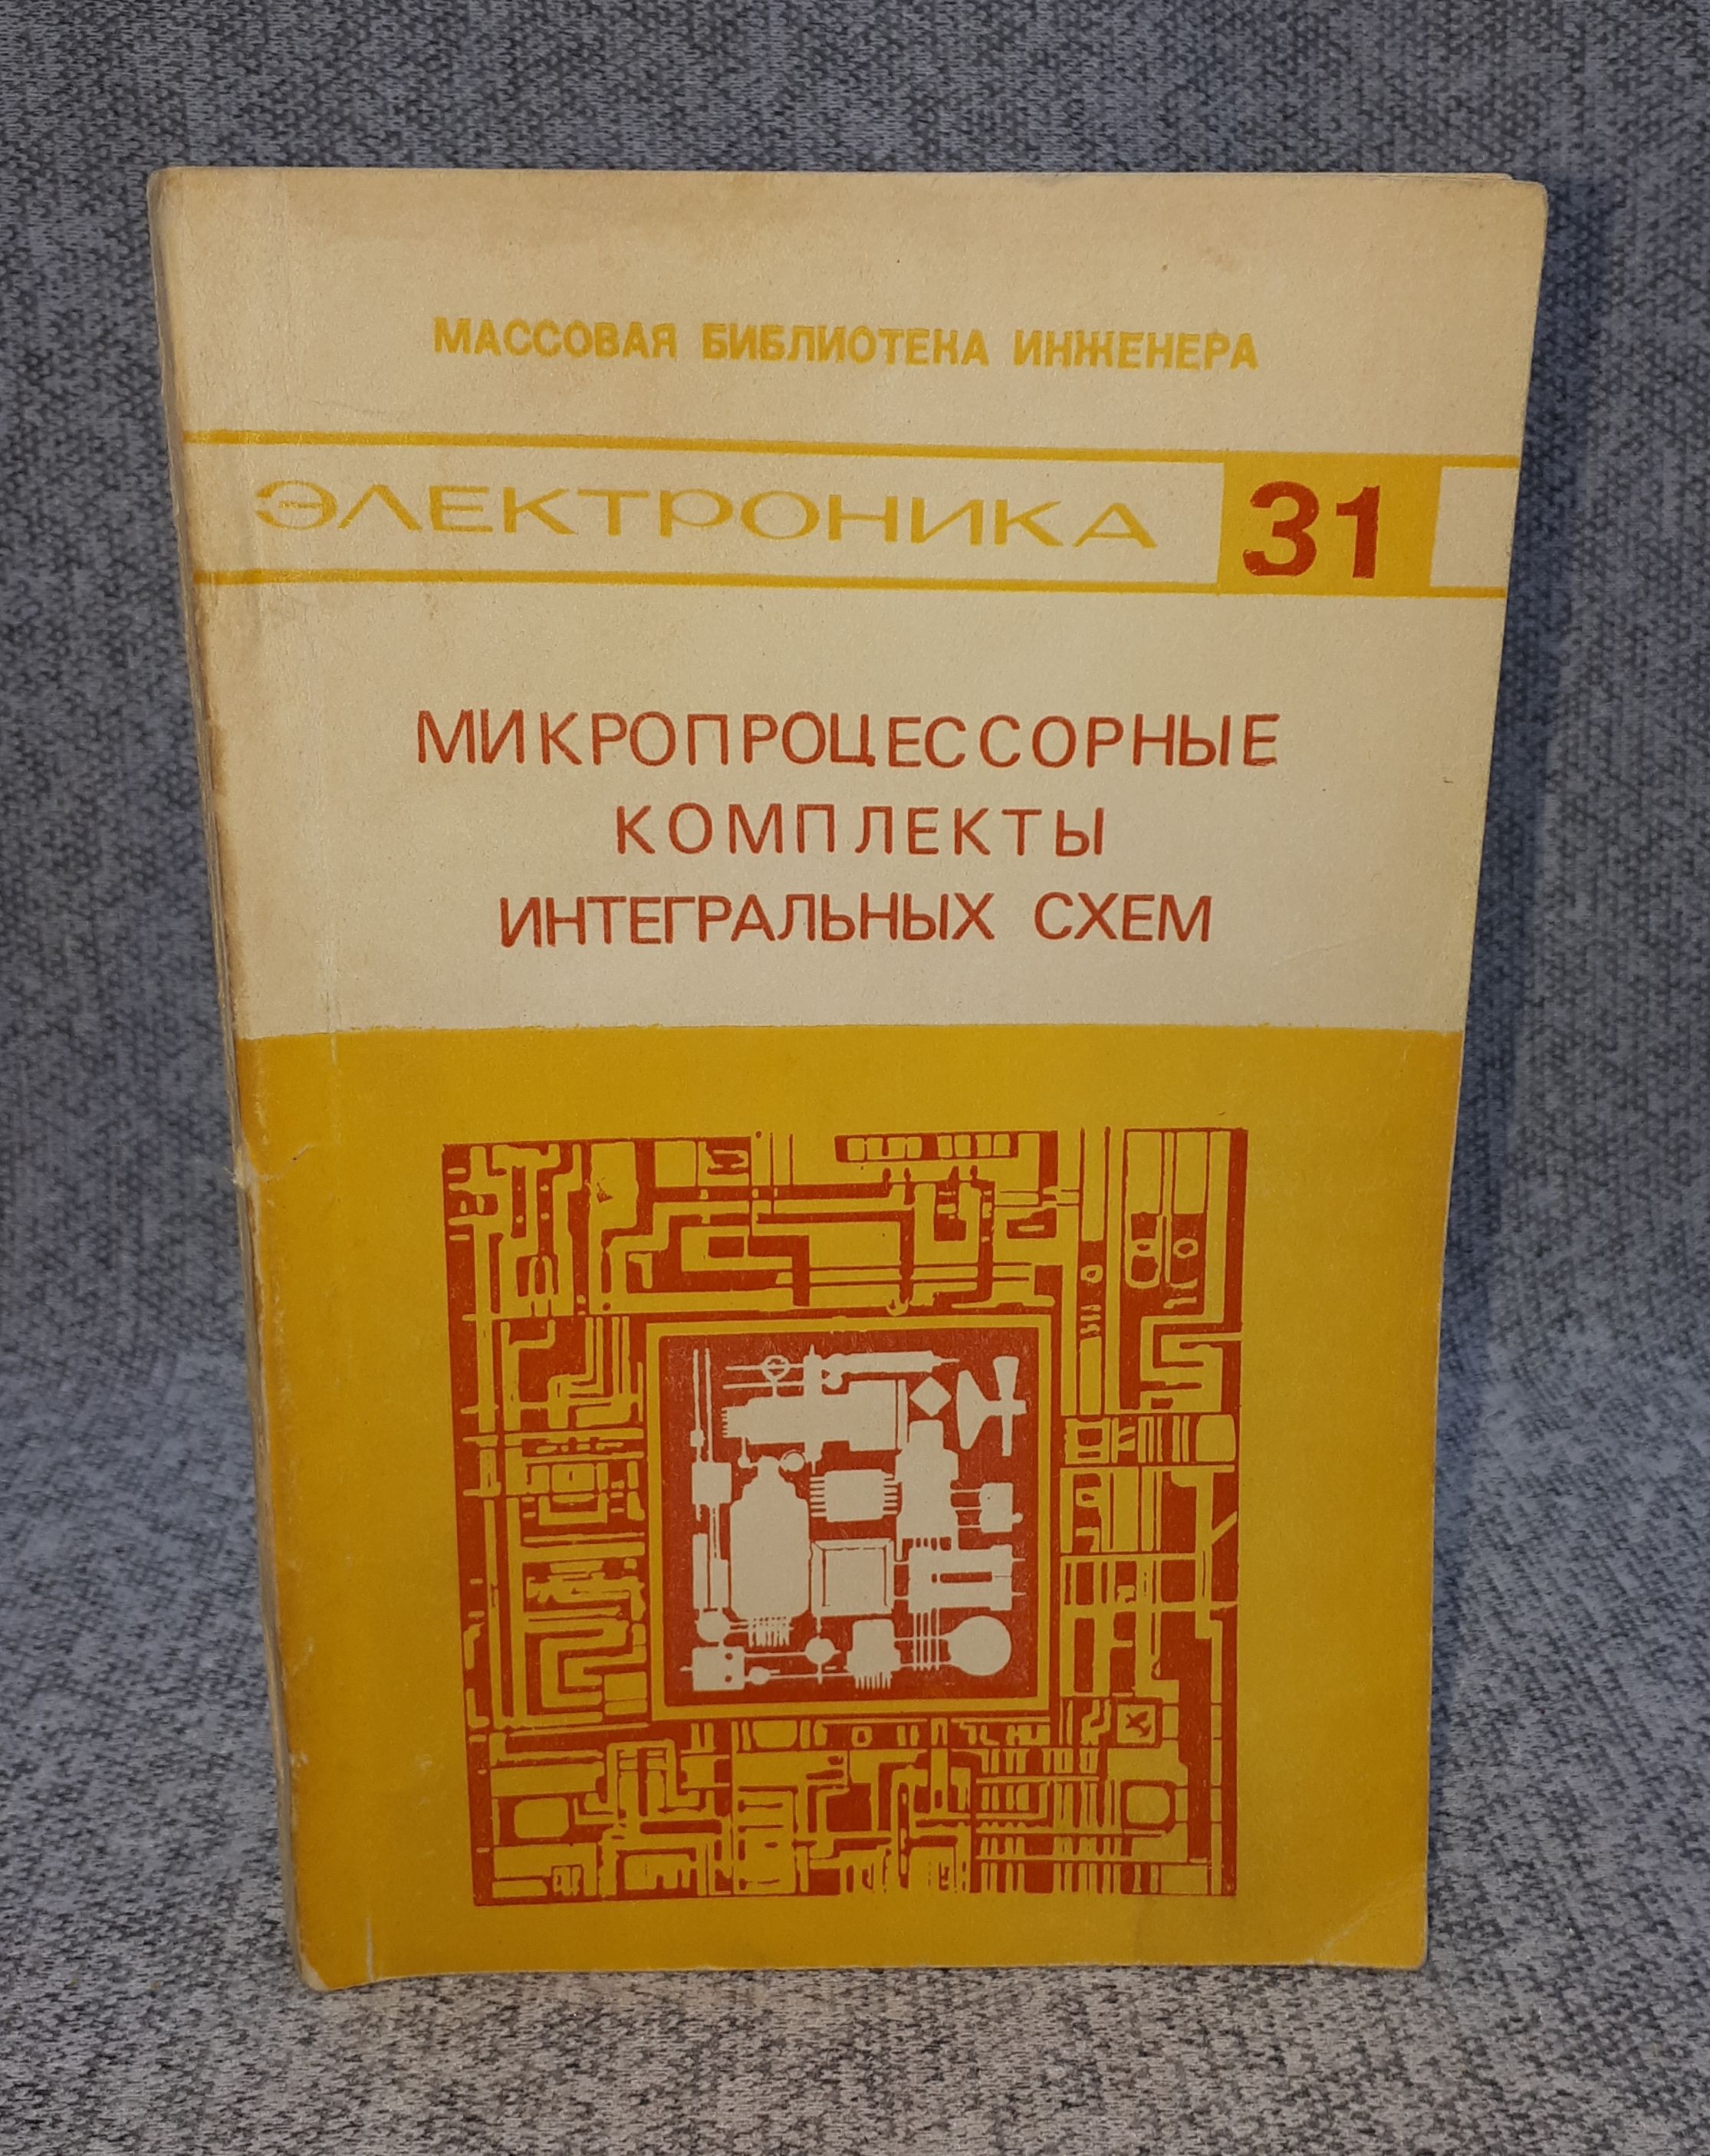 МАССОВАЯ БИБЛИОТЕКА ИНЖЕНЕРА
ЭЛЕКТРОНИКА 31
МИКРОПРОЦЕССОРНЫЕ
КОМПЛЕКТЫ
ИНТЕГРАЛЬНЫХ СХЕМ